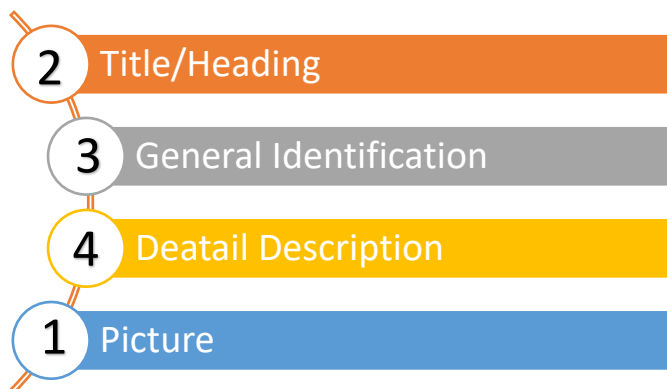 2 Title/Heading
3 General Identification
4 Deatail Description
1 Picture